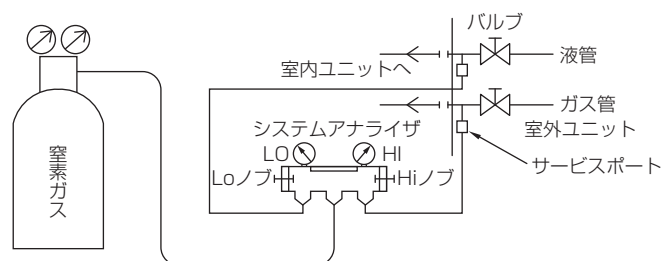 バルブ
液管
室内ユニットへ
ガス管
室外ユニット
システムアナライザ
LO
HI
サービスポート
Loノブ
Hiノブ
窒素ガス